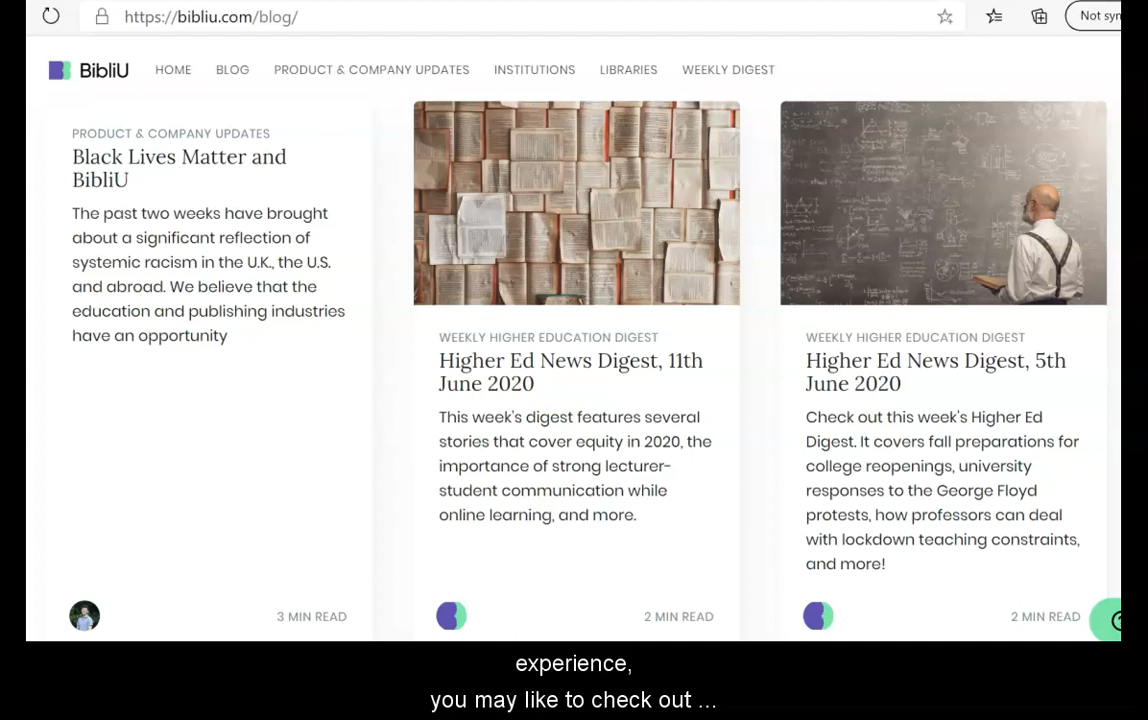 https://bibliu.com/blog/
Not syn
BibliU
HOME
BLOG
PRODUCT & COMPANY UPDATES
INSTITUTIONS
LIBRARIES
WEEKLY DIGEST
PRODUCT & COMPANY UPDATES
Black Lives Matter and
BibliU
The past two weeks have brought
about a significant reflection of
systemic racism in the U.K., the U.S.
and abroad. We believe that the
education and publishing industries
have an opportunity
3 MIN READ
WEEKLY HIGHER EDUCATION DIGEST
Higher Ed News Digest, 11th
June 2020
This week's digest features several
stories that cover equity in 2020, the
importance of strong lecturer-
student communication while
online learning, and more.
2 MIN READ
WEEKLY HIGHER EDUCATION DIGEST
Higher Ed News Digest, 5th
June 2020
Check out this week's Higher Ed
Digest. It covers fall preparations for
college reopenings, university
responses to the George Floyd
protests, how professors can deal
with lockdown teaching constraints,
and more!
2 MIN READ
experience,
you may like to check out ...